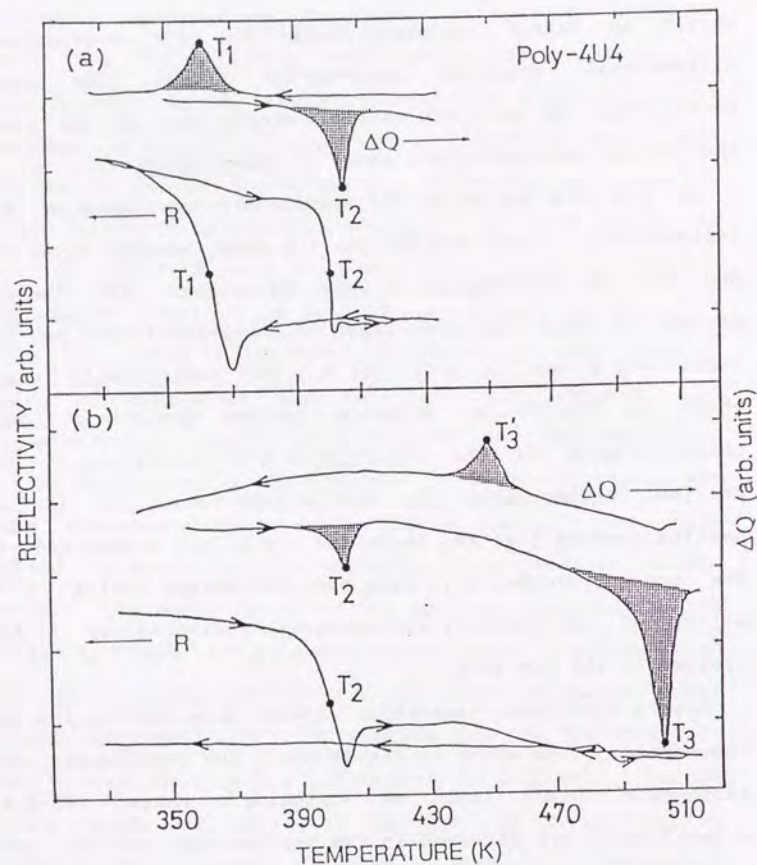 (a)
T1
Poly-4U4
ΔQ
T2
R
T1
T2
(b)
T3'
ΔQ
T2
R
T2
T3
REFLECTIVITY (arb. units)
ΔQ (arb. units)
350 390 430 470 510
TEMPERATURE (K)